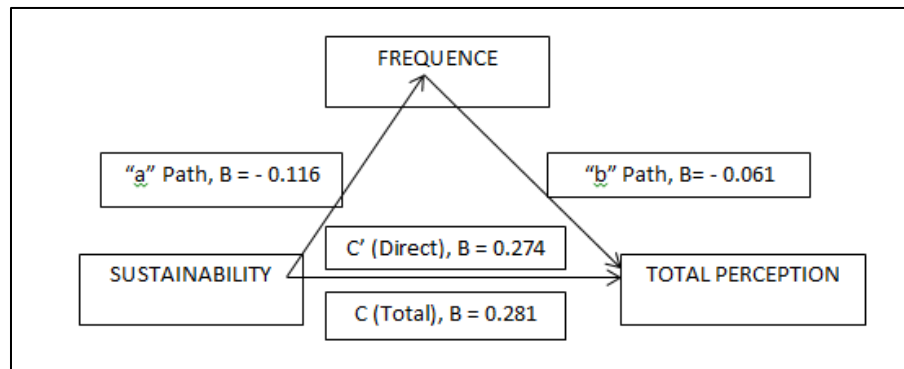 FREQUENCE
“a” Path, B = - 0.116
“b” Path, B= - 0.061
C’ (Direct), B = 0.274
SUSTAINABILITY
TOTAL PERCEPTION
C (Total), B = 0.281